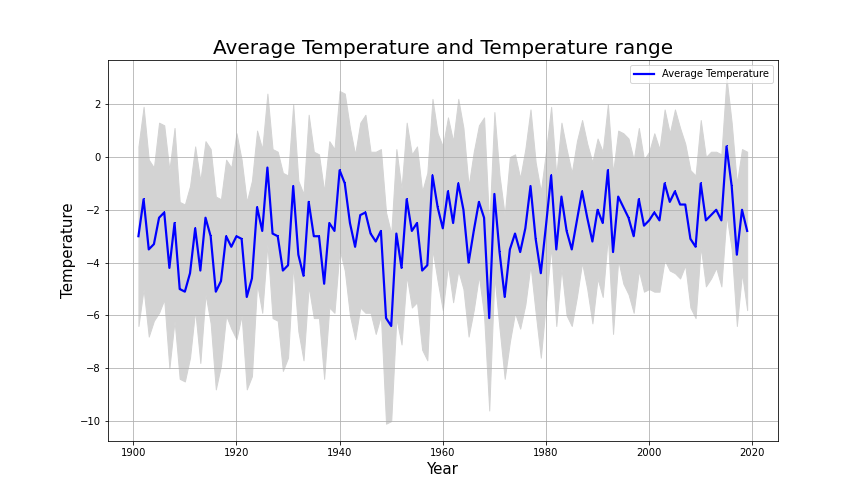 Average Temperature and Temperature range
Average Temperature
Temperature
2
0
−2
−4
−6
−8
−10
1900 1920 1940 1960 1980 2000 2020
Year